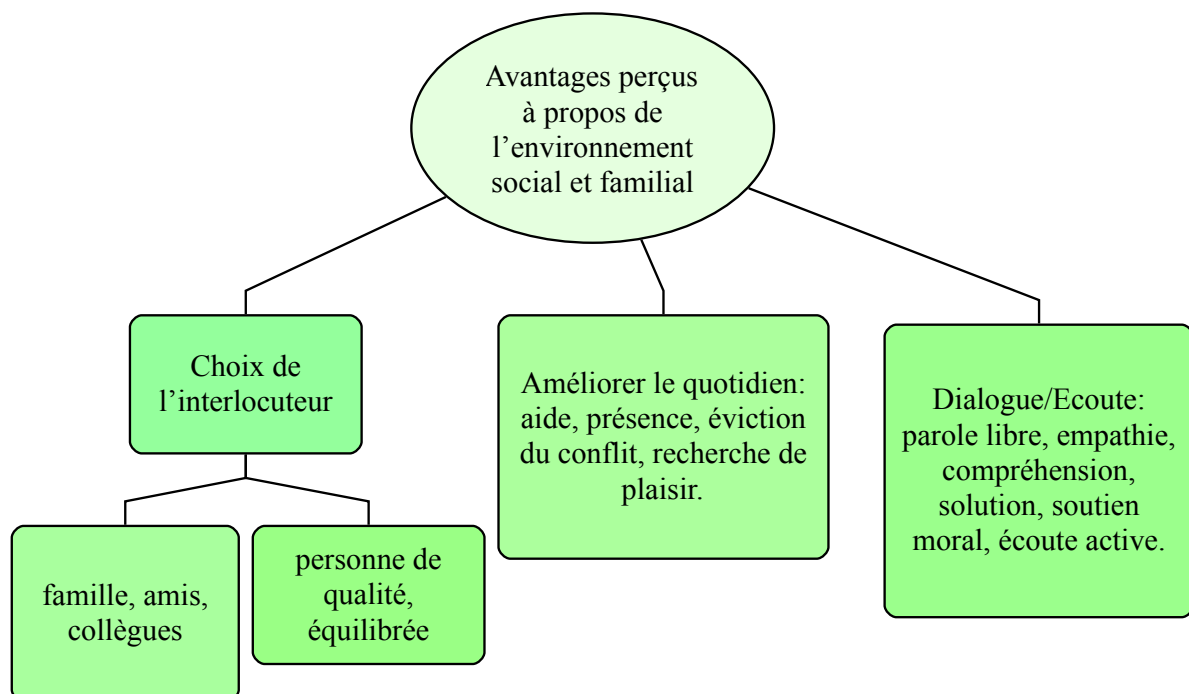 Avantages perçus
à propos de
l’environnement
social et familial
Choix de
l’interlocuteur
Améliorer le quotidien:
aide, présence, éviction
du conflit, recherche de
plaisir.
Dialogue/Ecoute:
parole libre, empathie,
compréhension,
solution, soutien
moral, écoute active.
famille, amis,
collègues
personne de
qualité,
équilibrée